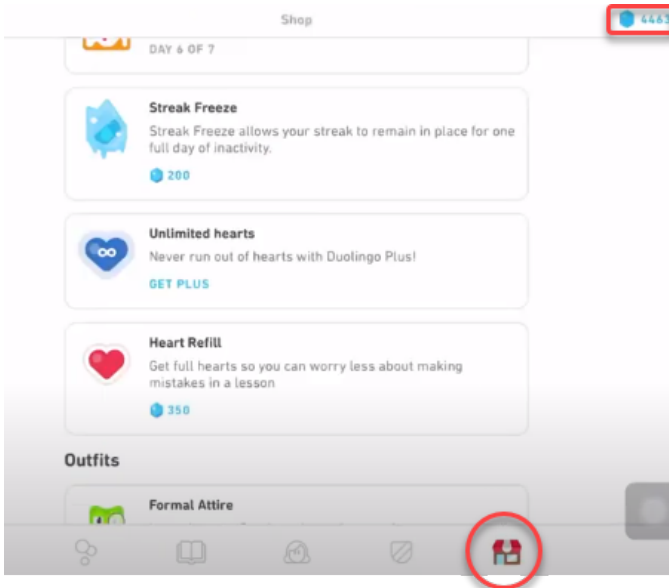 Shop
4463
DAY 6 OF 7
Streak Freeze
Streak Freeze allows your streak to remain in place for one
full day of inactivity.
200
Unlimited hearts
Never run out of hearts with Duolingo Plus!
GET PLUS
Heart Refill
Get full hearts so you can worry less about making
mistakes in a lesson
350
Outfits
Formal Attire